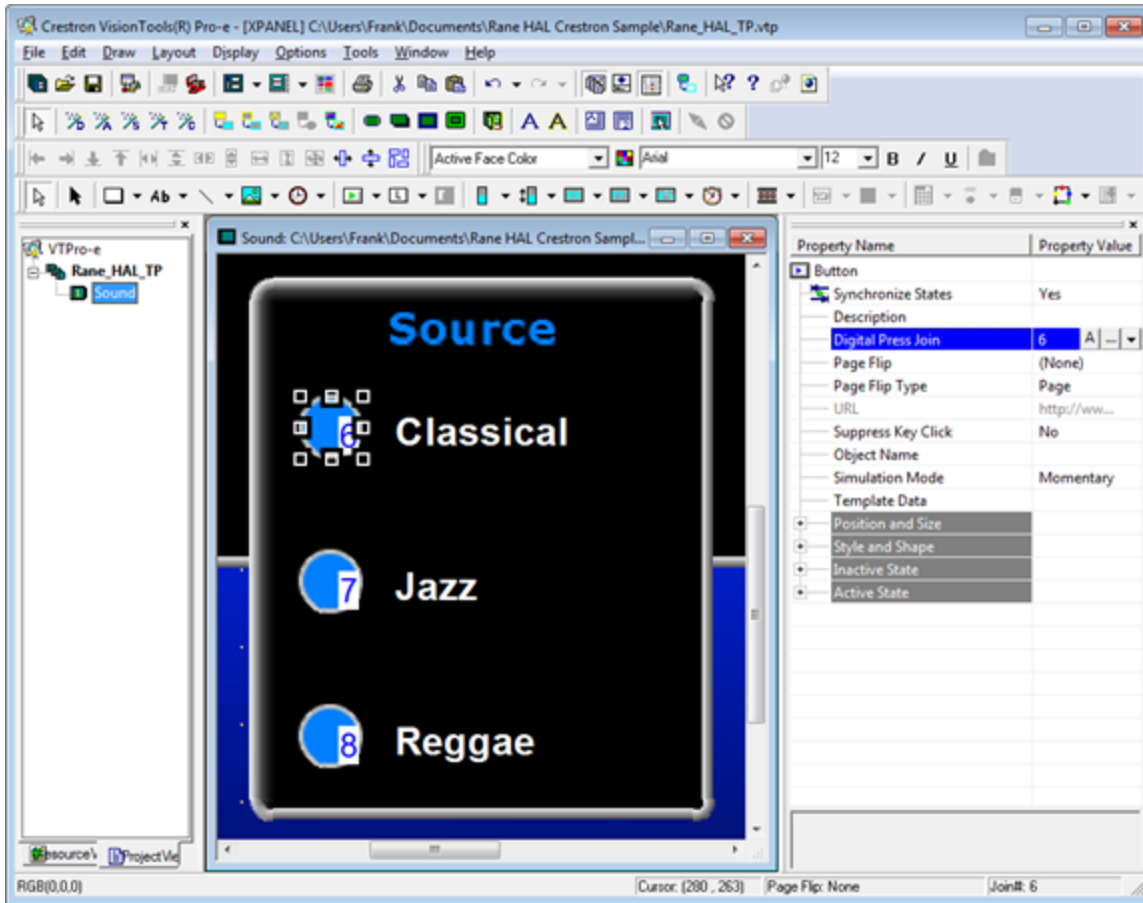 Crestron VisionTools(R) Pro-e - [XPANEL] C:\Users\Frank\Documents\Rane HAL Crestron Sample\Rane_HAL_TP.vtp
File Edit Draw Layout Display Options Tools Window Help
Active Face Color Arial 12 B / U
Ab
VTPro-e
Rane_HAL_TP
Sound
Sound: C:\Users\Frank\Documents\Rane HAL Crestron Sampl...
Source
6 Classical
7 Jazz
8 Reggae
Property Name Property Value
Button
Synchronize States Yes
Description
Digital Press Join 6 A ...
Page Flip (None)
Page Flip Type Page
URL http://ww...
Suppress Key Click No
Object Name
Simulation Mode Momentary
Template Data
Position and Size
Style and Shape
Inactive State
Active State
ProjectVie
RGB(0,0,0) Cursor: (280 , 263) Page Flip: None Join#: 6